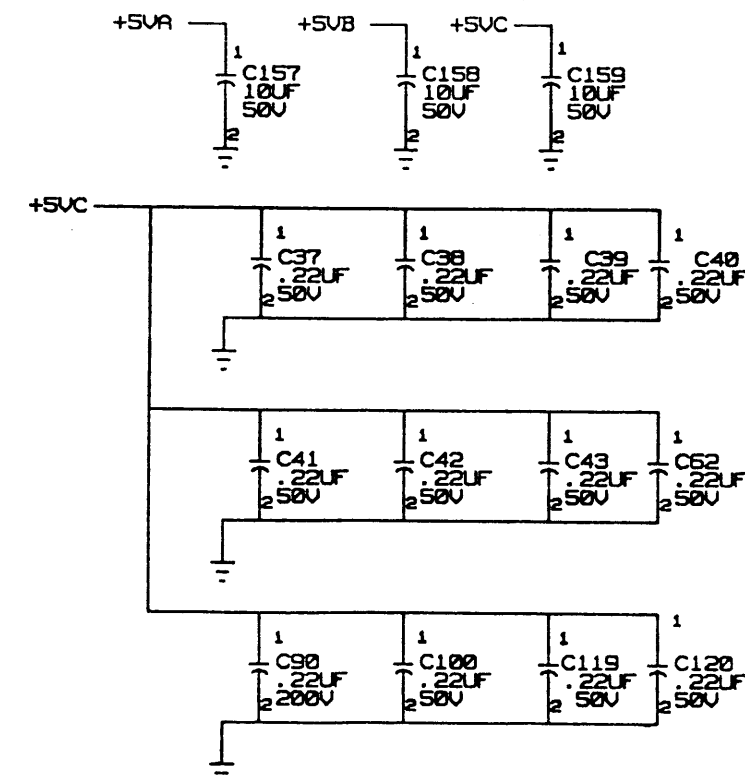 +5VA
+5VB
+5VC
1
1
1
C157
C158
C159
10UF
10UF
10UF
50V
50V
50V
2
2
2
+5VC
1
1
1
1
C37
C38
C39
C40
.22UF
.22UF
.22UF
.22UF
2 50V
2 50V
2 50V
2 50V
1
1
1
1
C41
C42
C43
C62
.22UF
.22UF
.22UF
.22UF
2 50V
2 50V
2 50V
2 50V
1
1
1
1
C90
C100
C119
C120
.22UF
.22UF
.22UF
.22UF
2 200V
2 50V
2 50V
2 50V